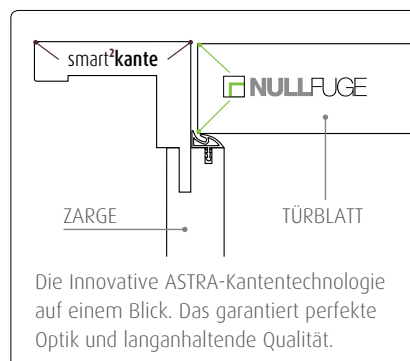 smart²kante
NULLFUGE
ZARGE
TÜRBLATT
Die Innovative ASTRA-Kantentechnologie
auf einem Blick. Das garantiert perfekte
Optik und langanhaltende Qualität.